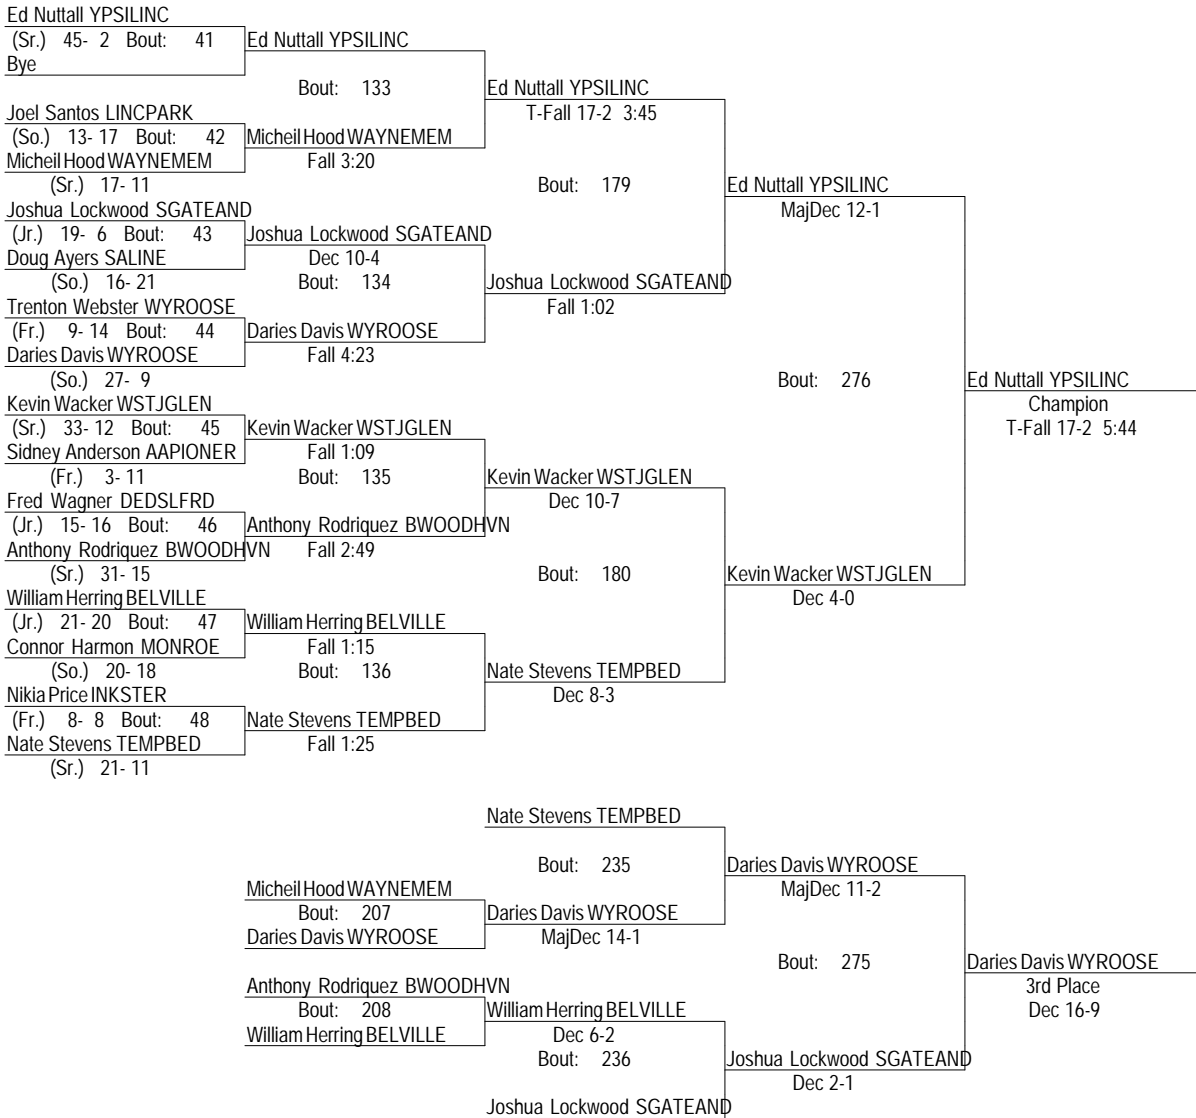 Ed Nuttall YPSILINC
(Sr.) 45- 2 Bout: 41
Bye
Ed Nuttall YPSILINC
Bout: 133
Ed Nuttall YPSILINC
T-Fall 17-2 3:45
Joel Santos LINCPARK
(So.) 13- 17 Bout: 42
Micheil Hood WAYNEMEM
(Sr.) 17- 11
Micheil Hood WAYNEMEM
Fall 3:20
Bout: 179
Ed Nuttall YPSILINC
MajDec 12-1
Joshua Lockwood SGATEAND
(Jr.) 19- 6 Bout: 43
Doug Ayers SALINE
(So.) 16- 21
Joshua Lockwood SGATEAND
Dec 10-4
Bout: 134
Joshua Lockwood SGATEAND
Fall 1:02
Trenton Webster WYROOSE
(Fr.) 9- 14 Bout: 44
Daries Davis WYROOSE
(So.) 27- 9
Daries Davis WYROOSE
Fall 4:23
Bout: 276
Ed Nuttall YPSILINC
Champion
T-Fall 17-2 5:44
Kevin Wacker WSTJGLEN
(Sr.) 33- 12 Bout: 45
Sidney Anderson AAPIONER
(Fr.) 3- 11
Kevin Wacker WSTJGLEN
Fall 1:09
Bout: 135
Kevin Wacker WSTJGLEN
Dec 10-7
Fred Wagner DEDSLFRD
(Jr.) 15- 16 Bout: 46
Anthony Rodriquez BWOODHVN
(Sr.) 31- 15
Anthony Rodriquez BWOODHVN
Fall 2:49
Bout: 180
Kevin Wacker WSTJGLEN
Dec 4-0
William Herring BELVILLE
(Jr.) 21- 20 Bout: 47
Connor Harmon MONROE
(So.) 20- 18
William Herring BELVILLE
Fall 1:15
Bout: 136
Nate Stevens TEMPBED
Dec 8-3
Nikia Price INKSTER
(Fr.) 8- 8 Bout: 48
Nate Stevens TEMPBED
(Sr.) 21- 11
Nate Stevens TEMPBED
Fall 1:25
Nate Stevens TEMPBED
Bout: 235
Daries Davis WYROOSE
MajDec 11-2
Micheil Hood WAYNEMEM
Bout: 207
Daries Davis WYROOSE
Daries Davis WYROOSE
MajDec 14-1
Bout: 275
Daries Davis WYROOSE
3rd Place
Dec 16-9
Anthony Rodriquez BWOODHVN
Bout: 208
William Herring BELVILLE
William Herring BELVILLE
Dec 6-2
Bout: 236
Joshua Lockwood SGATEAND
Dec 2-1
Joshua Lockwood SGATEAND